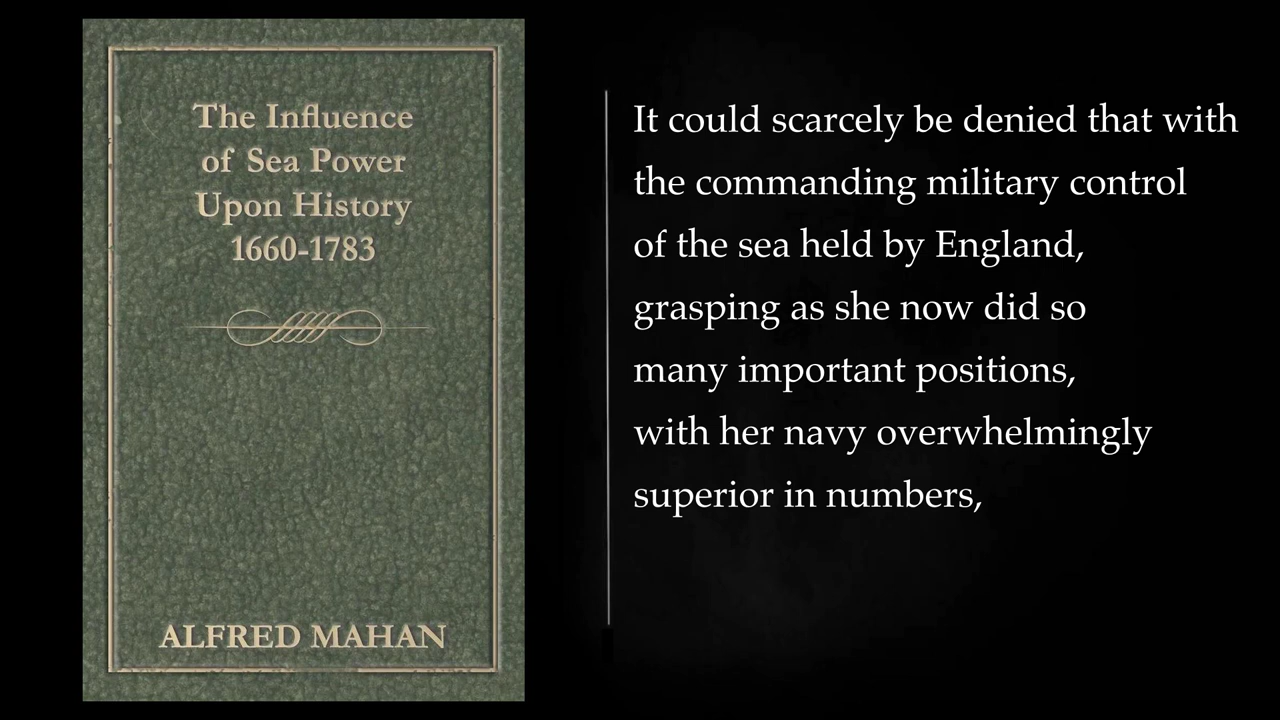 The Influence
of Sea Power
Upon History
1660-1783
ALFRED MAHAN
It could scarcely be denied that with
the commanding military control
of the sea held by England,
grasping as she now did so
many important positions,
with her navy overwhelmingly
superior in numbers,